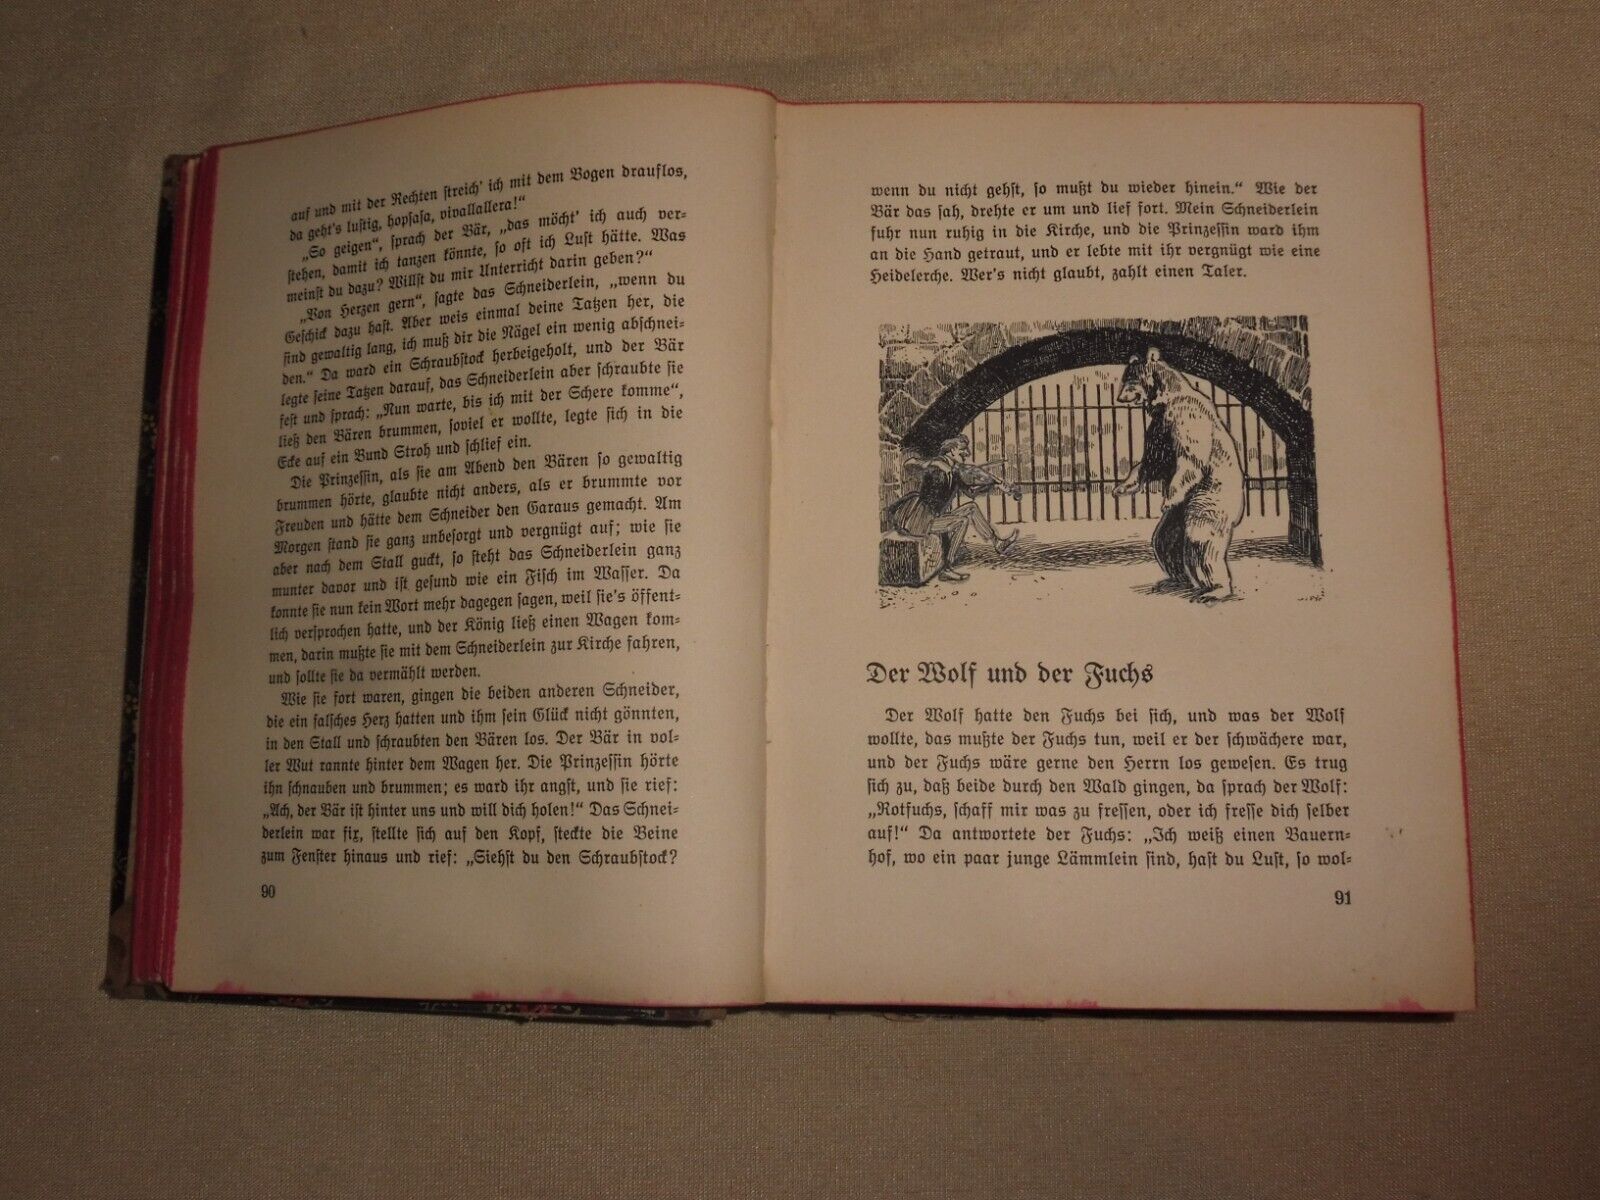 auf und mit der Rechten ſtreich' ich mit dem Bogen drauflos,
da geht's luſtig, hopſaſa, vivallallera!“
„So geigen“, ſprach der Bär, „das möcht' ich auch ver-
ſtehen, damit ich tanzen könnte, ſo oft ich Luſt hätte. Was
meinſt du dazu? Willſt du mir Unterricht darin geben?“
„Von Herzen gern“, ſagte das Schneiderlein, „wenn du
Geſchick dazu haſt. Aber weis einmal deine Tatzen her, die
ſind gewaltig lang, ich muß dir die Nägel ein wenig abſchnei-
den.“ Da ward ein Schraubſtock herbeigeholt, und der Bär
legte ſeine Tatzen darauf, das Schneiderlein aber ſchraubte ſie
feſt und ſprach: „Nun warte, bis ich mit der Schere komme“,
ließ den Bären brummen, ſoviel er wollte, legte ſich in die
Ecke auf ein Bund Stroh und ſchlief ein.
Die Prinzeſſin, als ſie am Abend den Bären ſo gewaltig
brummen hörte, glaubte nicht anders, als er brummte vor
Freuden und hätte dem Schneider den Garaus gemacht. Am
Morgen ſtand ſie ganz unbeſorgt und vergnügt auf; wie ſie
aber nach dem Stall guckt, ſo ſteht das Schneiderlein ganz
munter davor und iſt geſund wie ein Fiſch im Waſſer. Da
konnte ſie nun kein Wort mehr dagegen ſagen, weil ſie's öffent-
lich verſprochen hatte, und der König ließ einen Wagen kom-
men, darin mußte ſie mit dem Schneiderlein zur Kirche fahren,
und ſollte ſie da vermählt werden.
Wie ſie fort waren, gingen die beiden anderen Schneider,
die ein falſches Herz hatten und ihm ſein Glück nicht gönnten,
in den Stall und ſchraubten den Bären los. Der Bär in vol-
ler Wut rannte hinter dem Wagen her. Die Prinzeſſin hörte
ihn ſchnauben und brummen; es ward ihr angſt, und ſie rief:
„Ach, der Bär iſt hinter uns und will dich holen!“ Das Schnei-
derlein war fix, ſtellte ſich auf den Kopf, ſteckte die Beine
zum Fenſter hinaus und rief: „Siehſt du den Schraubſtock?
90
wenn du nicht gehſt, ſo mußt du wieder hinein.“ Wie der
Bär das ſah, drehte er um und lief fort. Mein Schneiderlein
fuhr nun ruhig in die Kirche, und die Prinzeſſin ward ihm
an die Hand getraut, und er lebte mit ihr vergnügt wie eine
Heidelerche. Wer's nicht glaubt, zahlt einen Taler.
Der Wolf und der Fuchs
Der Wolf hatte den Fuchs bei ſich, und was der Wolf
wollte, das mußte der Fuchs tun, weil er der ſchwächere war,
und der Fuchs wäre gerne den Herrn los geweſen. Es trug
ſich zu, daß beide durch den Wald gingen, da ſprach der Wolf:
„Rotfuchs, ſchaff mir was zu freſſen, oder ich freſſe dich ſelber
auf!“ Da antwortete der Fuchs: „Ich weiß einen Bauern-
hof, wo ein paar junge Lämmlein ſind, haſt du Luſt, ſo wol-
91